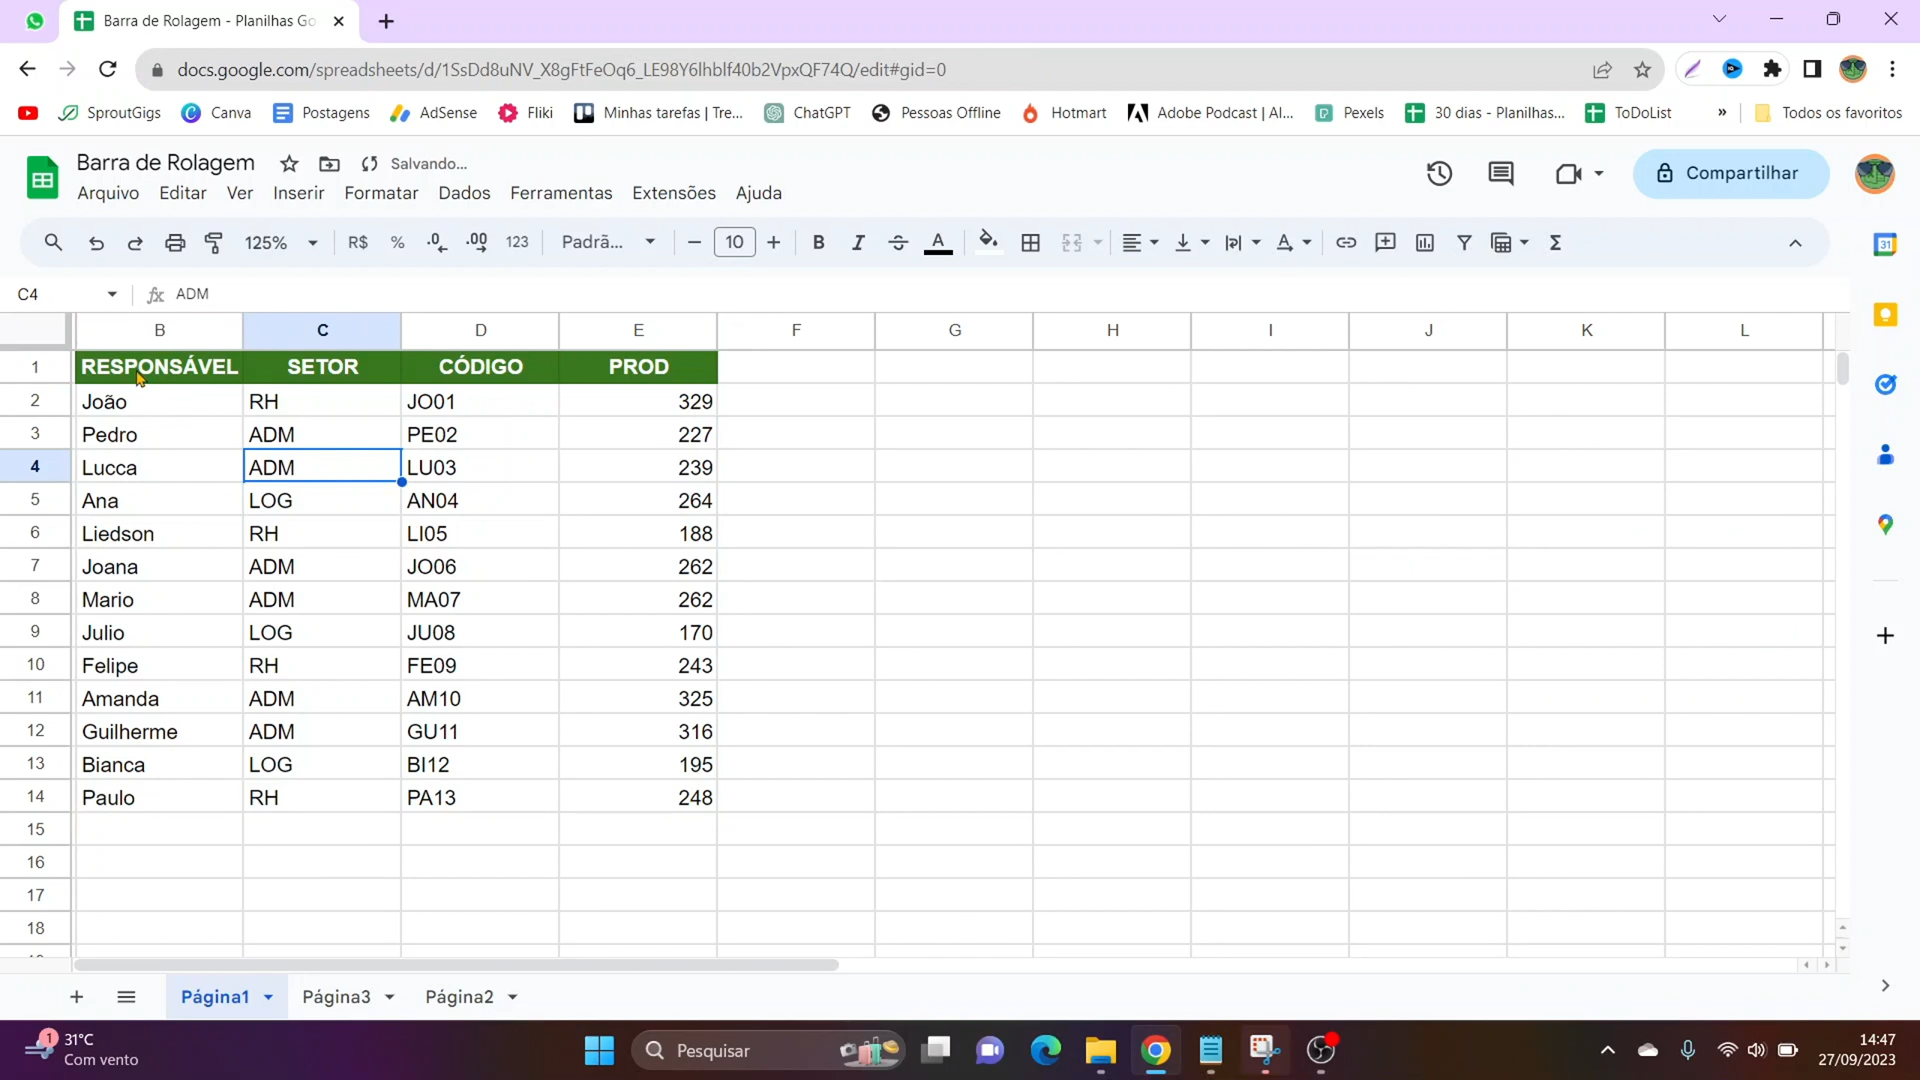 Barra de Rolagem - Planilhas Go
docs.google.com/spreadsheets/d/1SsDd8uNV_X8gFtFeOq6_LE98Y6lhblf40b2VpxQF74Q/edit#gid=0
SproutGigs Canva Postagens AdSense Fliki Minhas tarefas | Tre... ChatGPT Pessoas Offline Hotmart Adobe Podcast | AI... Pexels 30 dias - Planilhas... ToDoList » Todos os favoritos
Barra de Rolagem Salvando...
Arquivo Editar Ver Inserir Formatar Dados Ferramentas Extensões Ajuda
Compartilhar
125% R$ % .0 .00 123 Padrã... 10 B I S A Σ
31
C4 fx ADM
B C D E F G H I J K L
1 RESPONSÁVEL SETOR CÓDIGO PROD
2 João RH JO01 329
3 Pedro ADM PE02 227
4 Lucca ADM LU03 239
5 Ana LOG AN04 264
6 Liedson RH LI05 188
7 Joana ADM JO06 262
8 Mario ADM MA07 262
9 Julio LOG JU08 170
10 Felipe RH FE09 243
11 Amanda ADM AM10 325
12 Guilherme ADM GU11 316
13 Bianca LOG BI12 195
14 Paulo RH PA13 248
15
16
17
18
Página1 Página3 Página2
1 31°C
Com vento
Pesquisar
14:47
27/09/2023